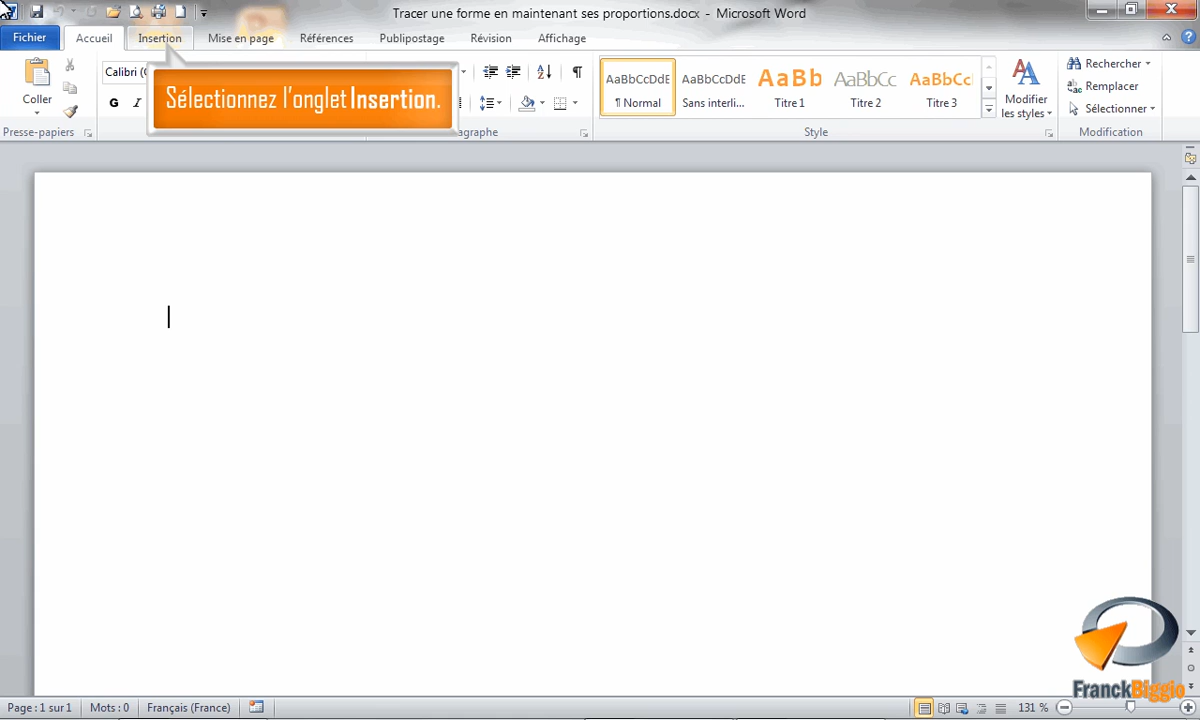 Tracer une forme en maintenant ses proportions.docx - Microsoft Word
Fichier Accueil Insertion Mise en page Références Publipostage Révision Affichage
Coller
Calibri (
G I
Sélectionnez l'onglet Insertion.
AaBbCcDdE AaBbCcDdE AaBb AaBbCc AaBbCc
¶ Normal Sans interli... Titre 1 Titre 2 Titre 3
Modifier les styles
Rechercher
Remplacer
Sélectionner
Presse-papiers agraphe Style Modification
FranckBiggio
Page : 1 sur 1 Mots : 0 Français (France) 131 %